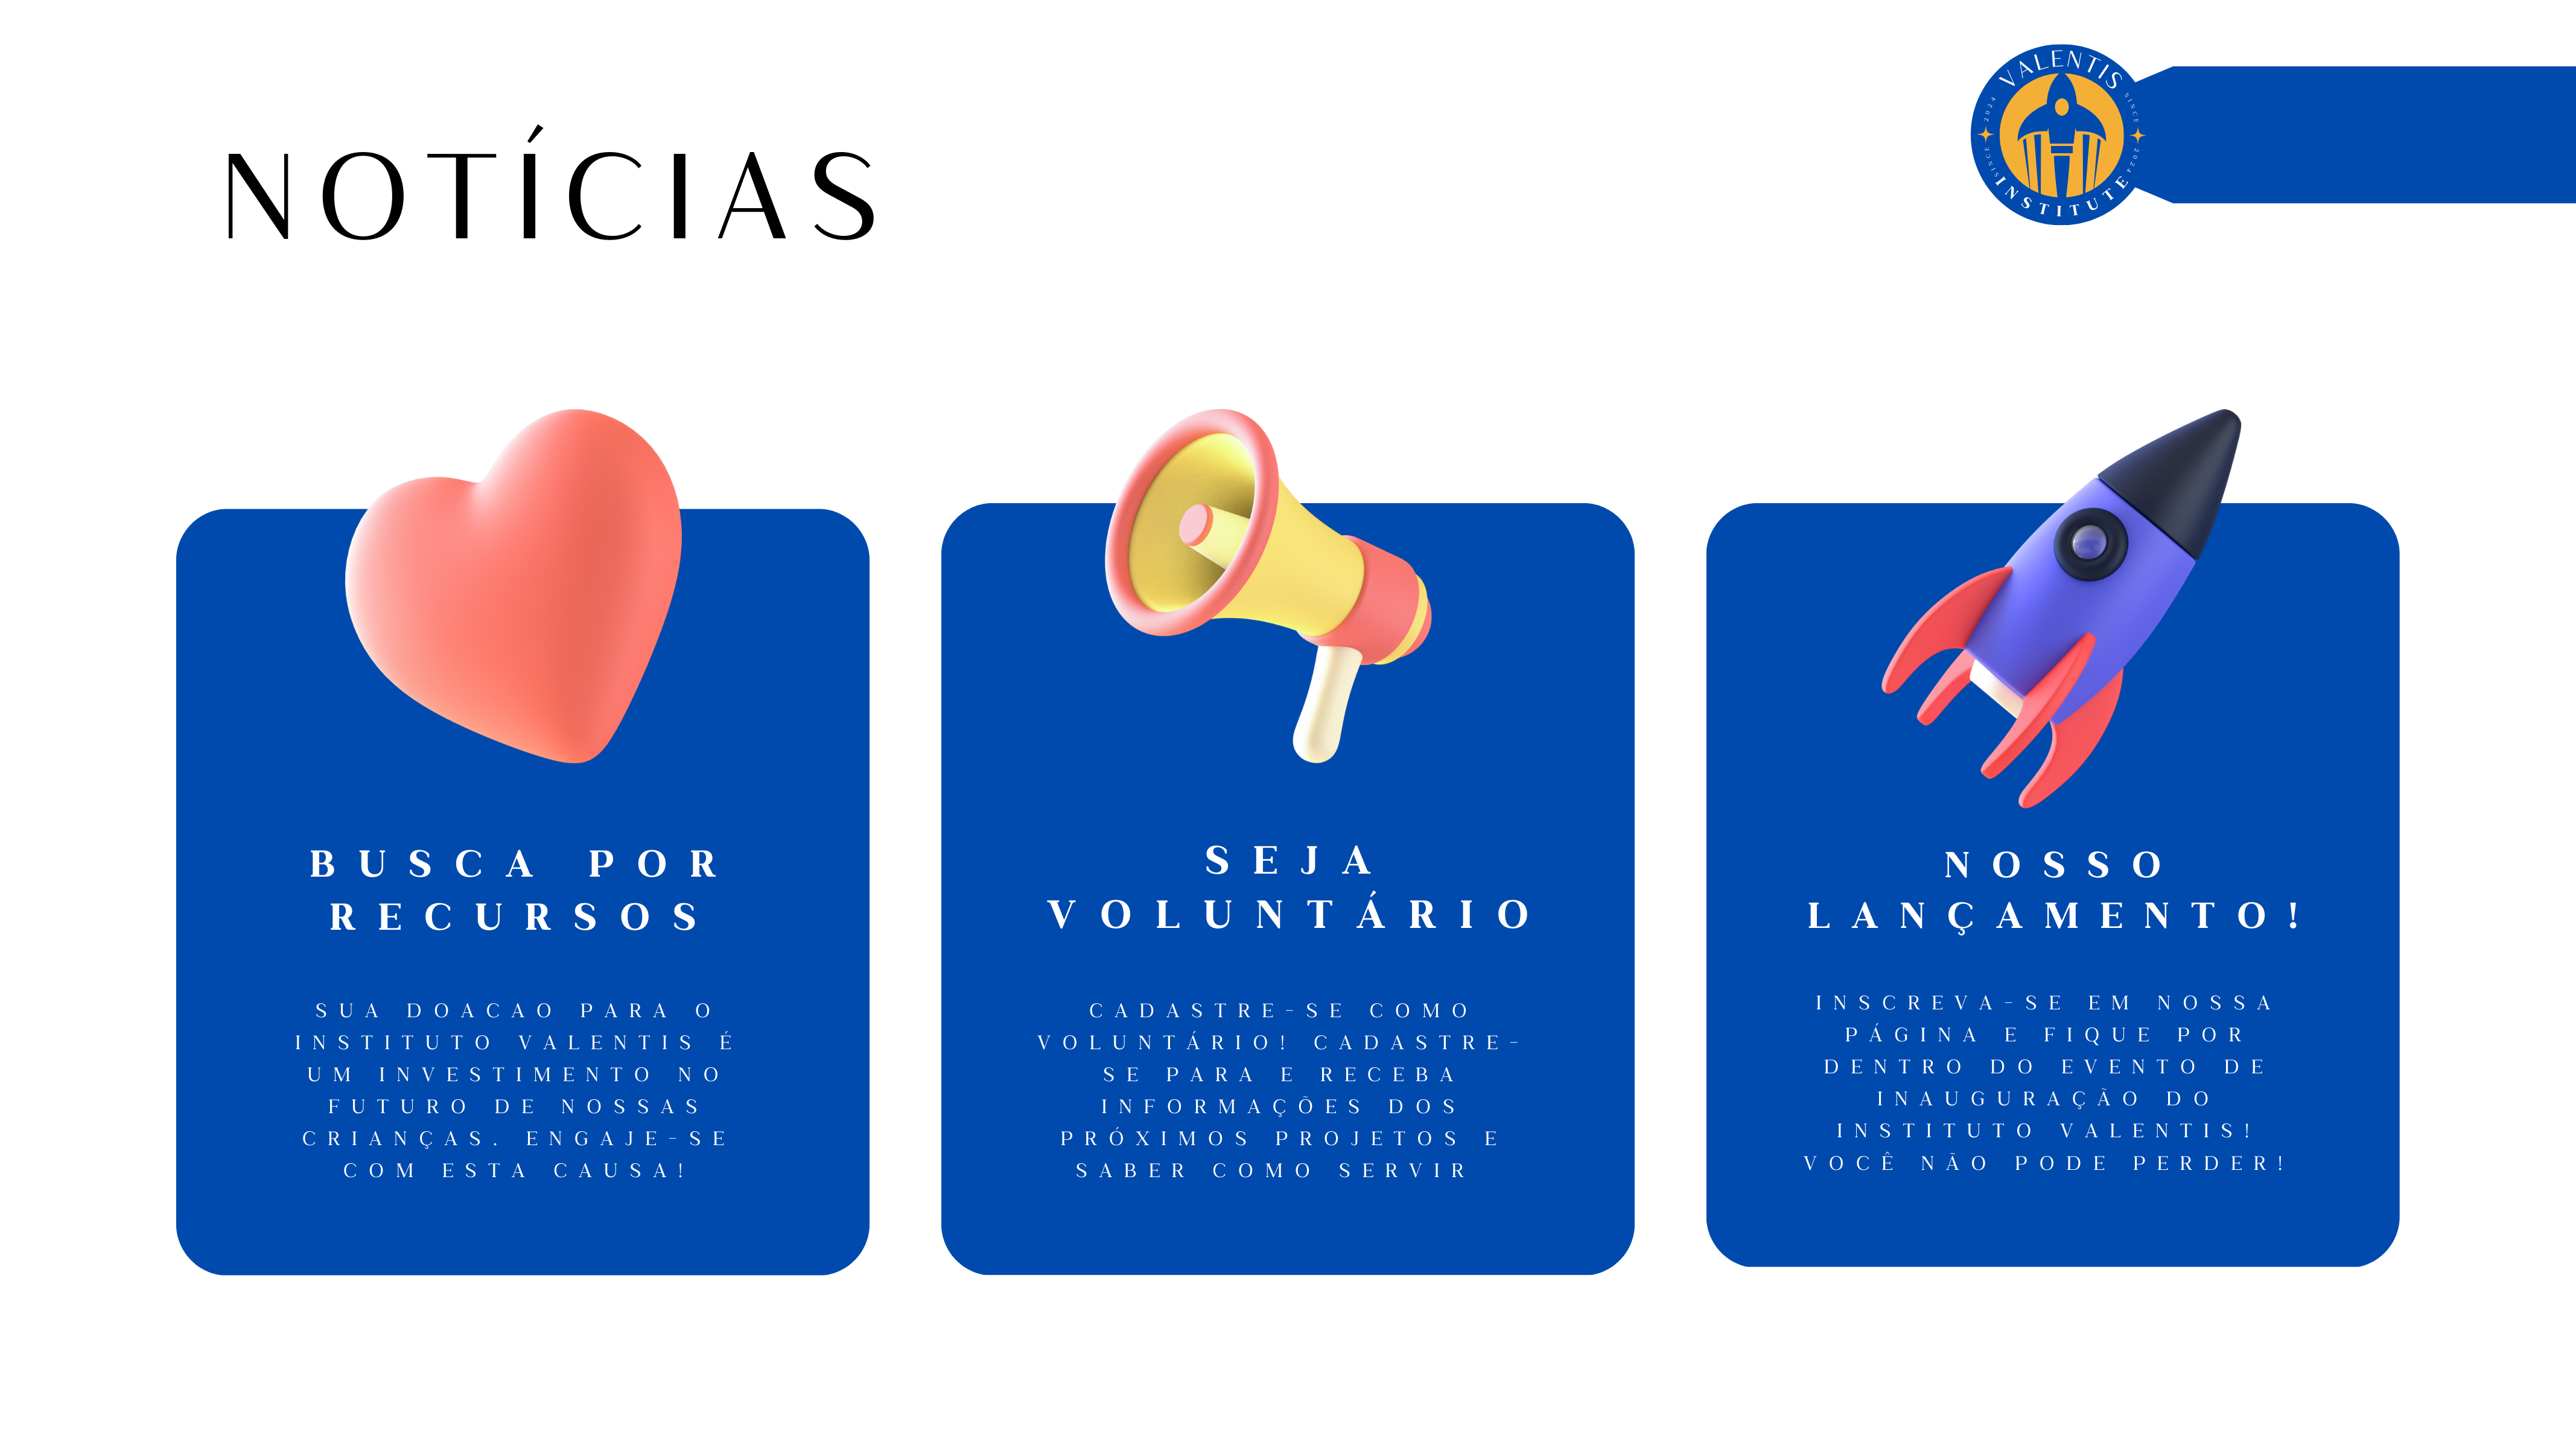 VALENTIS
SINCE 2024
SINCE 2024
INSTITUTE
NOTÍCIAS
BUSCA POR
RECURSOS
SUA DOACAO PARA O
INSTITUTO VALENTIS É
UM INVESTIMENTO NO
FUTURO DE NOSSAS
CRIANÇAS. ENGAJE-SE
COM ESTA CAUSA!
SEJA
VOLUNTÁRIO
CADASTRE-SE COMO
VOLUNTÁRIO! CADASTRE-
SE PARA E RECEBA
INFORMAÇÕES DOS
PRÓXIMOS PROJETOS E
SABER COMO SERVIR
NOSSO
LANÇAMENTO!
INSCREVA-SE EM NOSSA
PÁGINA E FIQUE POR
DENTRO DO EVENTO DE
INAUGURAÇÃO DO
INSTITUTO VALENTIS!
VOCÊ NÃO PODE PERDER!